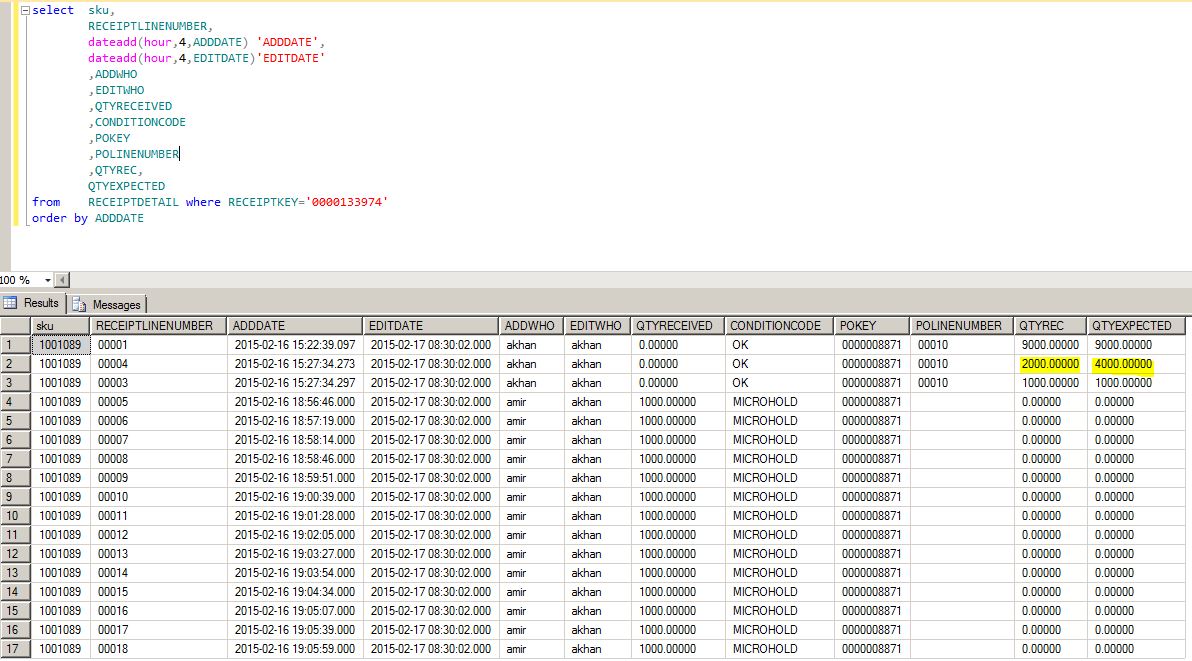 select sku,
RECEIPTLINENUMBER,
dateadd(hour,4,ADDDATE) 'ADDDATE',
dateadd(hour,4,EDITDATE)'EDITDATE'
,ADDWHO
,EDITWHO
,QTYRECEIVED
,CONDITIONCODE
,POKEY
,POLINENUMBER
,QTYREC,
QTYEXPECTED
from RECEIPTDETAIL where RECEIPTKEY='0000133974'
order by ADDDATE
100 %
Results Messages
sku RECEIPTLINENUMBER ADDDATE EDITDATE ADDWHO EDITWHO QTYRECEIVED CONDITIONCODE POKEY POLINENUMBER QTYREC QTYEXPECTED
1 1001089 00001 2015-02-16 15:22:39.097 2015-02-17 08:30:02.000 akhan akhan 0.00000 OK 0000008871 00010 9000.00000 9000.00000
2 1001089 00004 2015-02-16 15:27:34.273 2015-02-17 08:30:02.000 akhan akhan 0.00000 OK 0000008871 00010 2000.00000 4000.00000
3 1001089 00003 2015-02-16 15:27:34.297 2015-02-17 08:30:02.000 akhan akhan 0.00000 OK 0000008871 00010 1000.00000 1000.00000
4 1001089 00005 2015-02-16 18:56:46.000 2015-02-17 08:30:02.000 amir akhan 1000.00000 MICROHOLD 0000008871 0.00000 0.00000
5 1001089 00006 2015-02-16 18:57:19.000 2015-02-17 08:30:02.000 amir akhan 1000.00000 MICROHOLD 0000008871 0.00000 0.00000
6 1001089 00007 2015-02-16 18:58:14.000 2015-02-17 08:30:02.000 amir akhan 1000.00000 MICROHOLD 0000008871 0.00000 0.00000
7 1001089 00008 2015-02-16 18:58:46.000 2015-02-17 08:30:02.000 amir akhan 1000.00000 MICROHOLD 0000008871 0.00000 0.00000
8 1001089 00009 2015-02-16 18:59:51.000 2015-02-17 08:30:02.000 amir akhan 1000.00000 MICROHOLD 0000008871 0.00000 0.00000
9 1001089 00010 2015-02-16 19:00:39.000 2015-02-17 08:30:02.000 amir akhan 1000.00000 MICROHOLD 0000008871 0.00000 0.00000
10 1001089 00011 2015-02-16 19:01:28.000 2015-02-17 08:30:02.000 amir akhan 1000.00000 MICROHOLD 0000008871 0.00000 0.00000
11 1001089 00012 2015-02-16 19:02:05.000 2015-02-17 08:30:02.000 amir akhan 1000.00000 MICROHOLD 0000008871 0.00000 0.00000
12 1001089 00013 2015-02-16 19:03:27.000 2015-02-17 08:30:02.000 amir akhan 1000.00000 MICROHOLD 0000008871 0.00000 0.00000
13 1001089 00014 2015-02-16 19:03:54.000 2015-02-17 08:30:02.000 amir akhan 1000.00000 MICROHOLD 0000008871 0.00000 0.00000
14 1001089 00015 2015-02-16 19:04:34.000 2015-02-17 08:30:02.000 amir akhan 1000.00000 MICROHOLD 0000008871 0.00000 0.00000
15 1001089 00016 2015-02-16 19:05:07.000 2015-02-17 08:30:02.000 amir akhan 1000.00000 MICROHOLD 0000008871 0.00000 0.00000
16 1001089 00017 2015-02-16 19:05:39.000 2015-02-17 08:30:02.000 amir akhan 1000.00000 MICROHOLD 0000008871 0.00000 0.00000
17 1001089 00018 2015-02-16 19:05:59.000 2015-02-17 08:30:02.000 amir akhan 1000.00000 MICROHOLD 0000008871 0.00000 0.00000